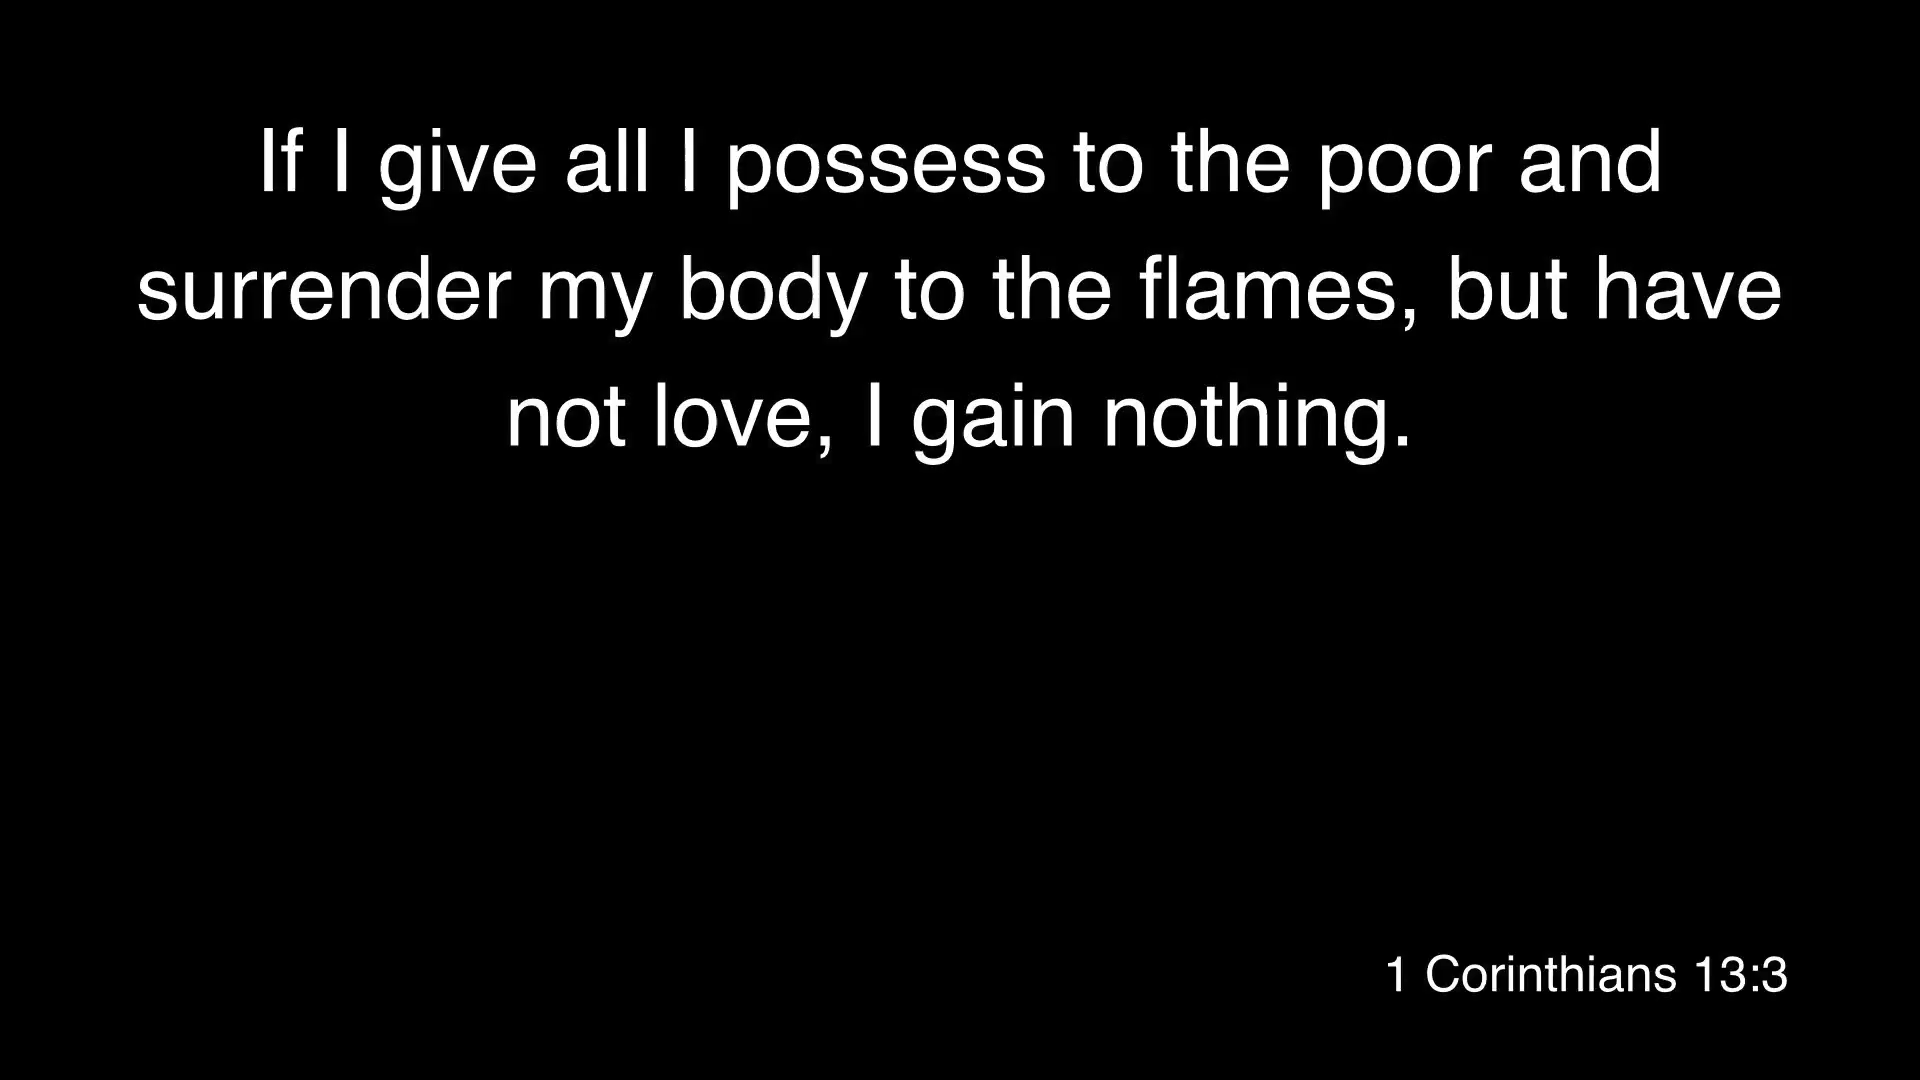 If I give all I possess to the poor and
surrender my body to the flames, but have
not love, I gain nothing.
1 Corinthians 13:3